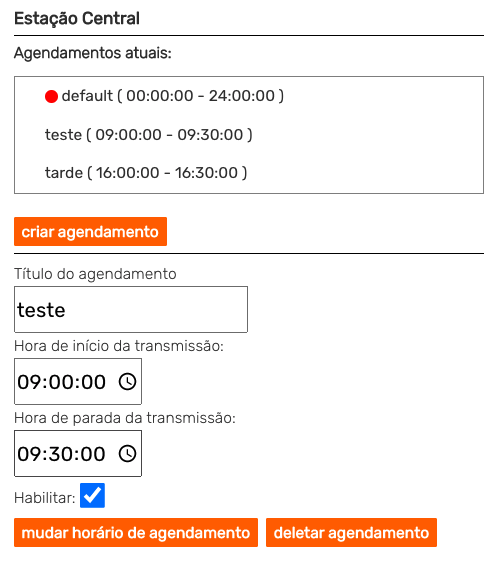 Estação Central
Agendamentos atuais:
default ( 00:00:00 - 24:00:00 )
teste ( 09:00:00 - 09:30:00 )
tarde ( 16:00:00 - 16:30:00 )
criar agendamento
Título do agendamento
teste
Hora de início da transmissão:
09:00:00
Hora de parada da transmissão:
09:30:00
Habilitar:
mudar horário de agendamento deletar agendamento